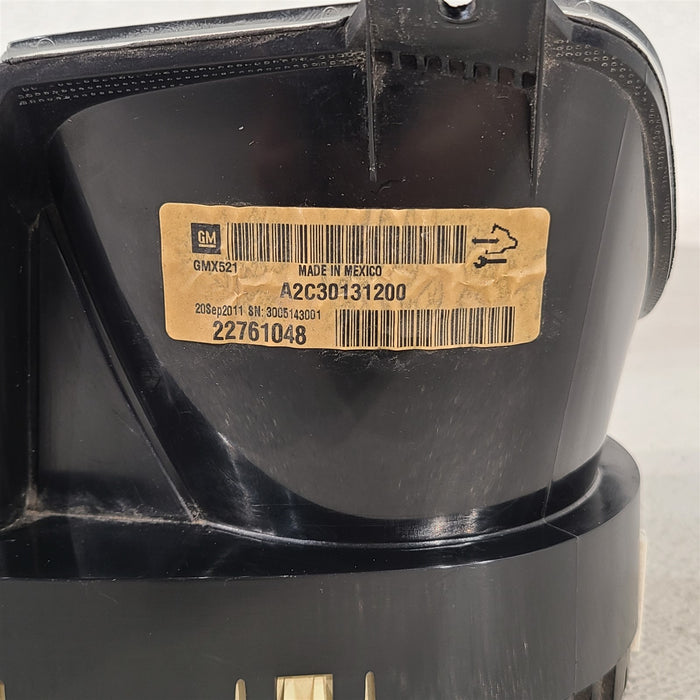 GM
GMX521
MADE IN MEXICO
A2C30131200
20Sep2011 SN: 3005143001
22761048